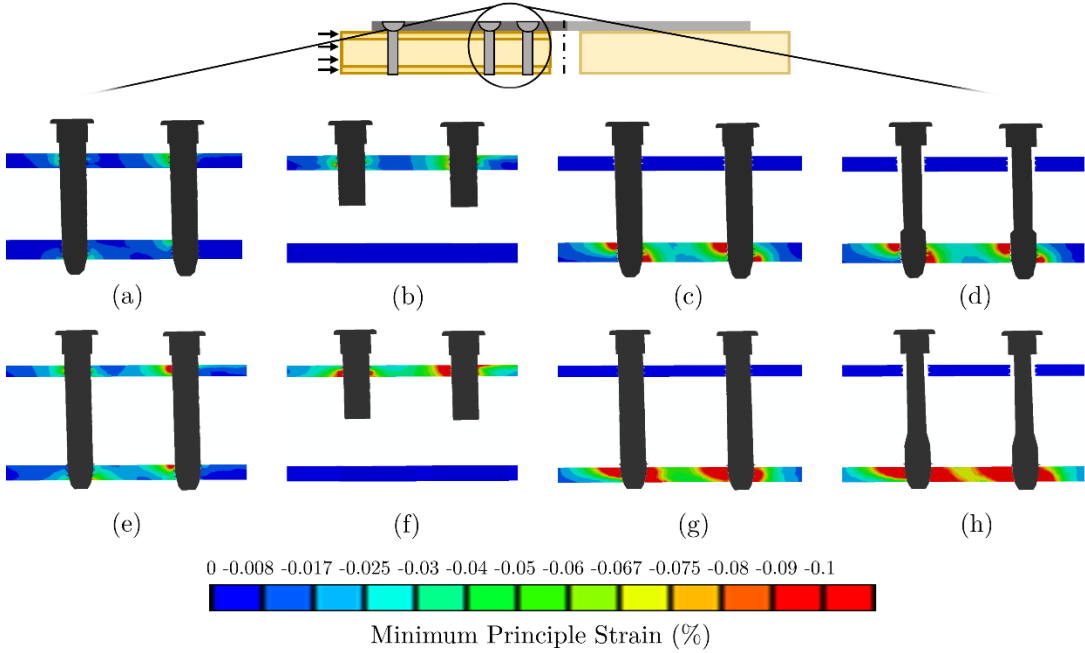 (a) (b) (c) (d)
(e) (f) (g) (h)
0 -0.008 -0.017 -0.025 -0.03 -0.04 -0.05 -0.06 -0.067 -0.075 -0.08 -0.09 -0.1
Minimum Principle Strain (%)